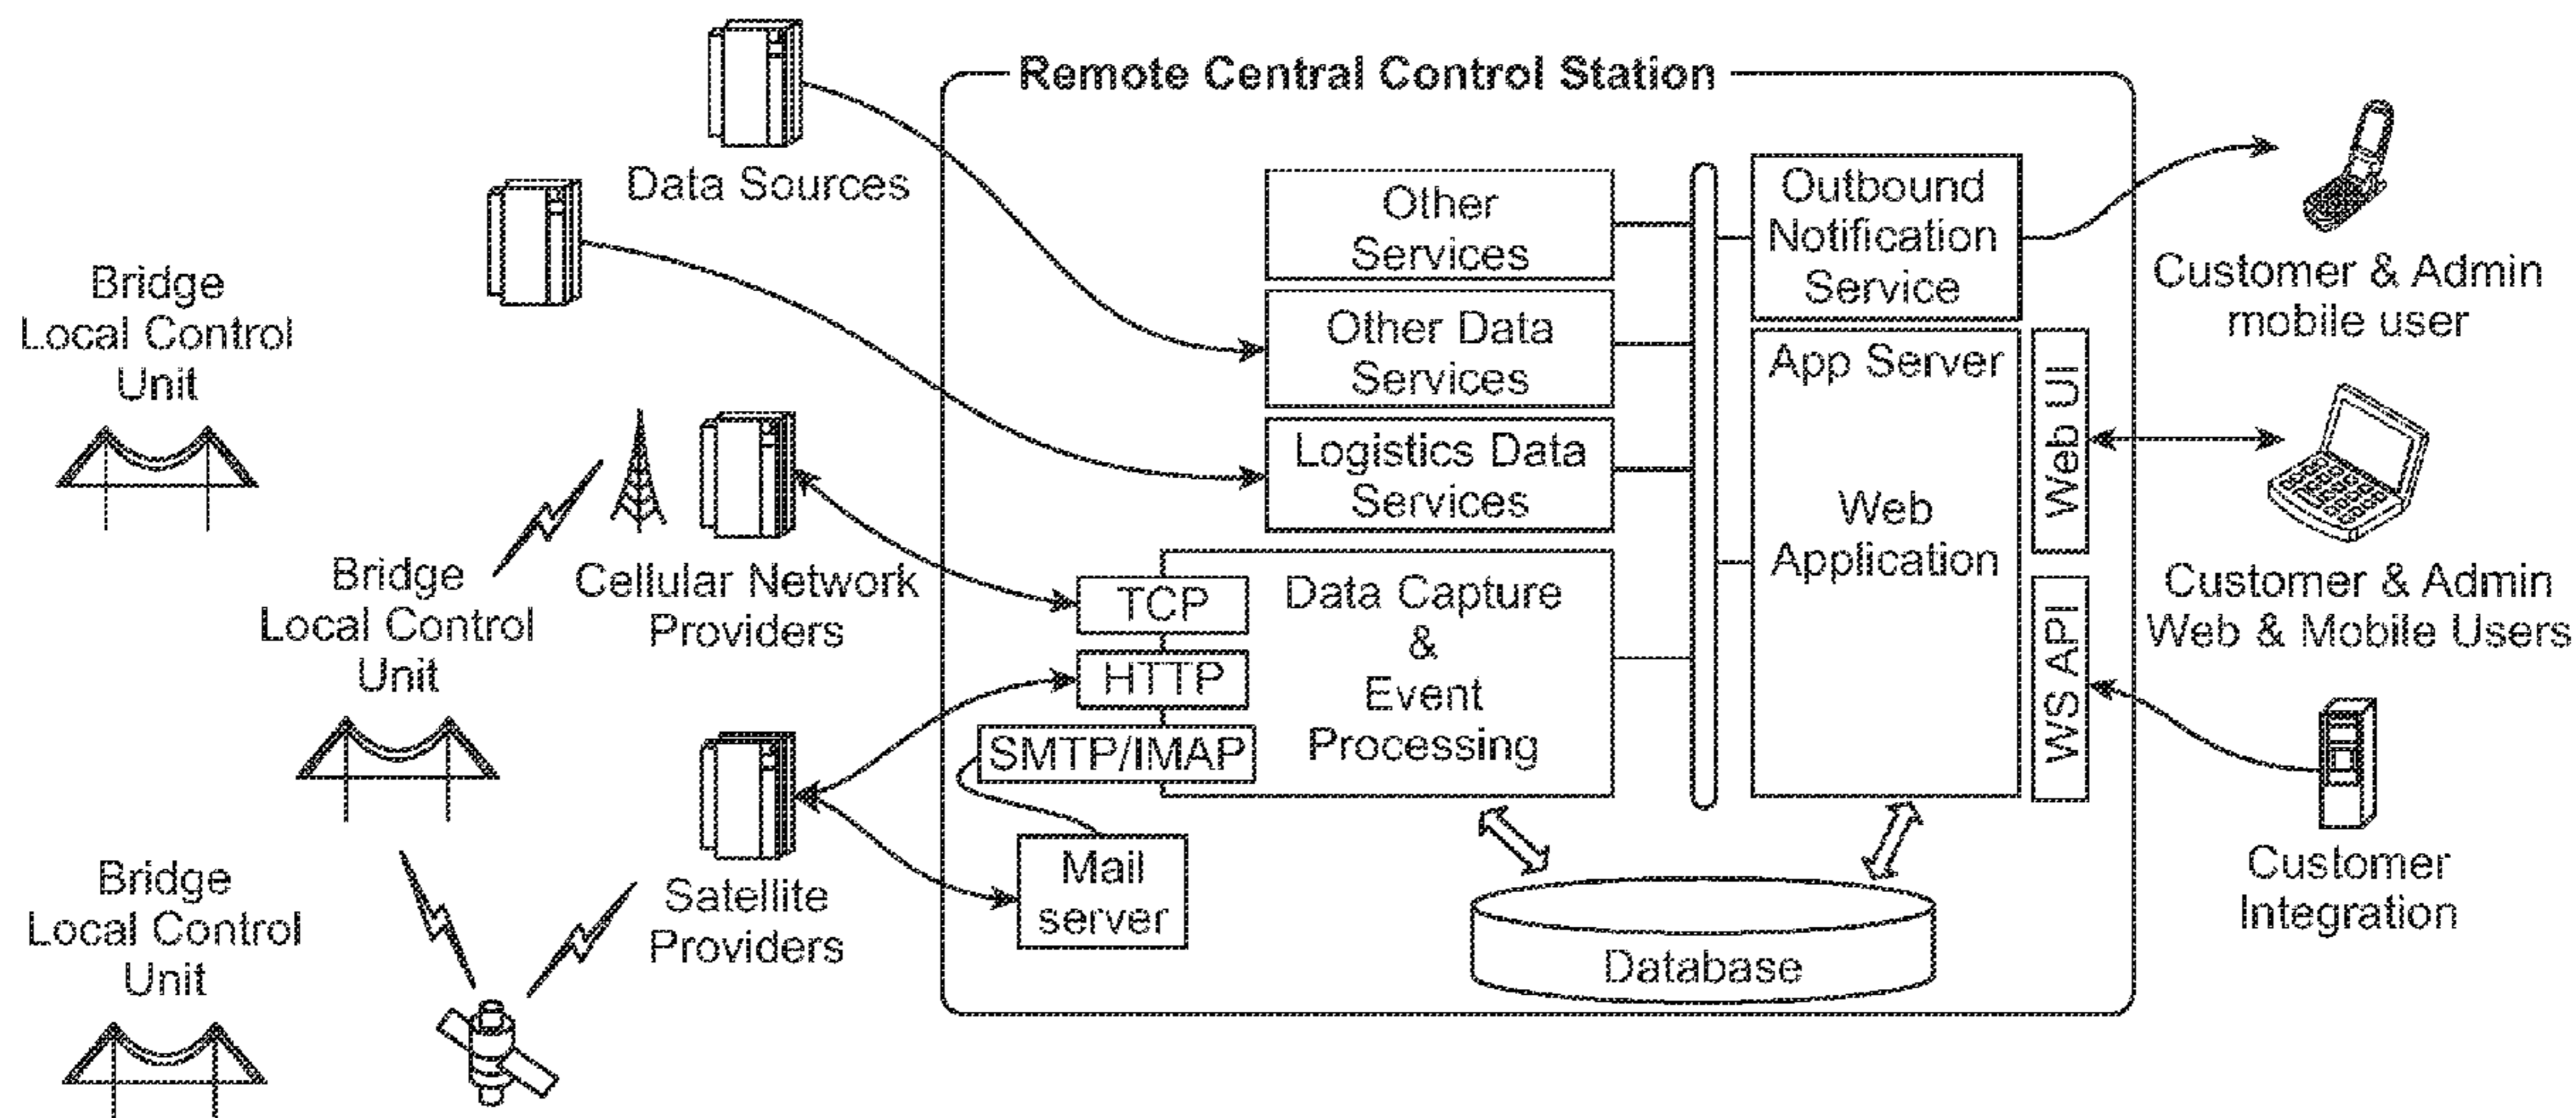 Remote Central Control Station
Data Sources
Bridge
Local Control
Unit
Bridge
Local Control
Unit
Bridge
Local Control
Unit
Cellular Network
Providers
Satellite
Providers
Other
Services
Other Data
Services
Logistics Data
Services
TCP
HTTP
SMTP/IMAP
Data Capture
&
Event
Processing
Mail
server
Outbound
Notification
Service
App Server
Web
Application
Web UI
WS API
Database
Customer & Admin
mobile user
Customer & Admin
Web & Mobile Users
Customer
Integration